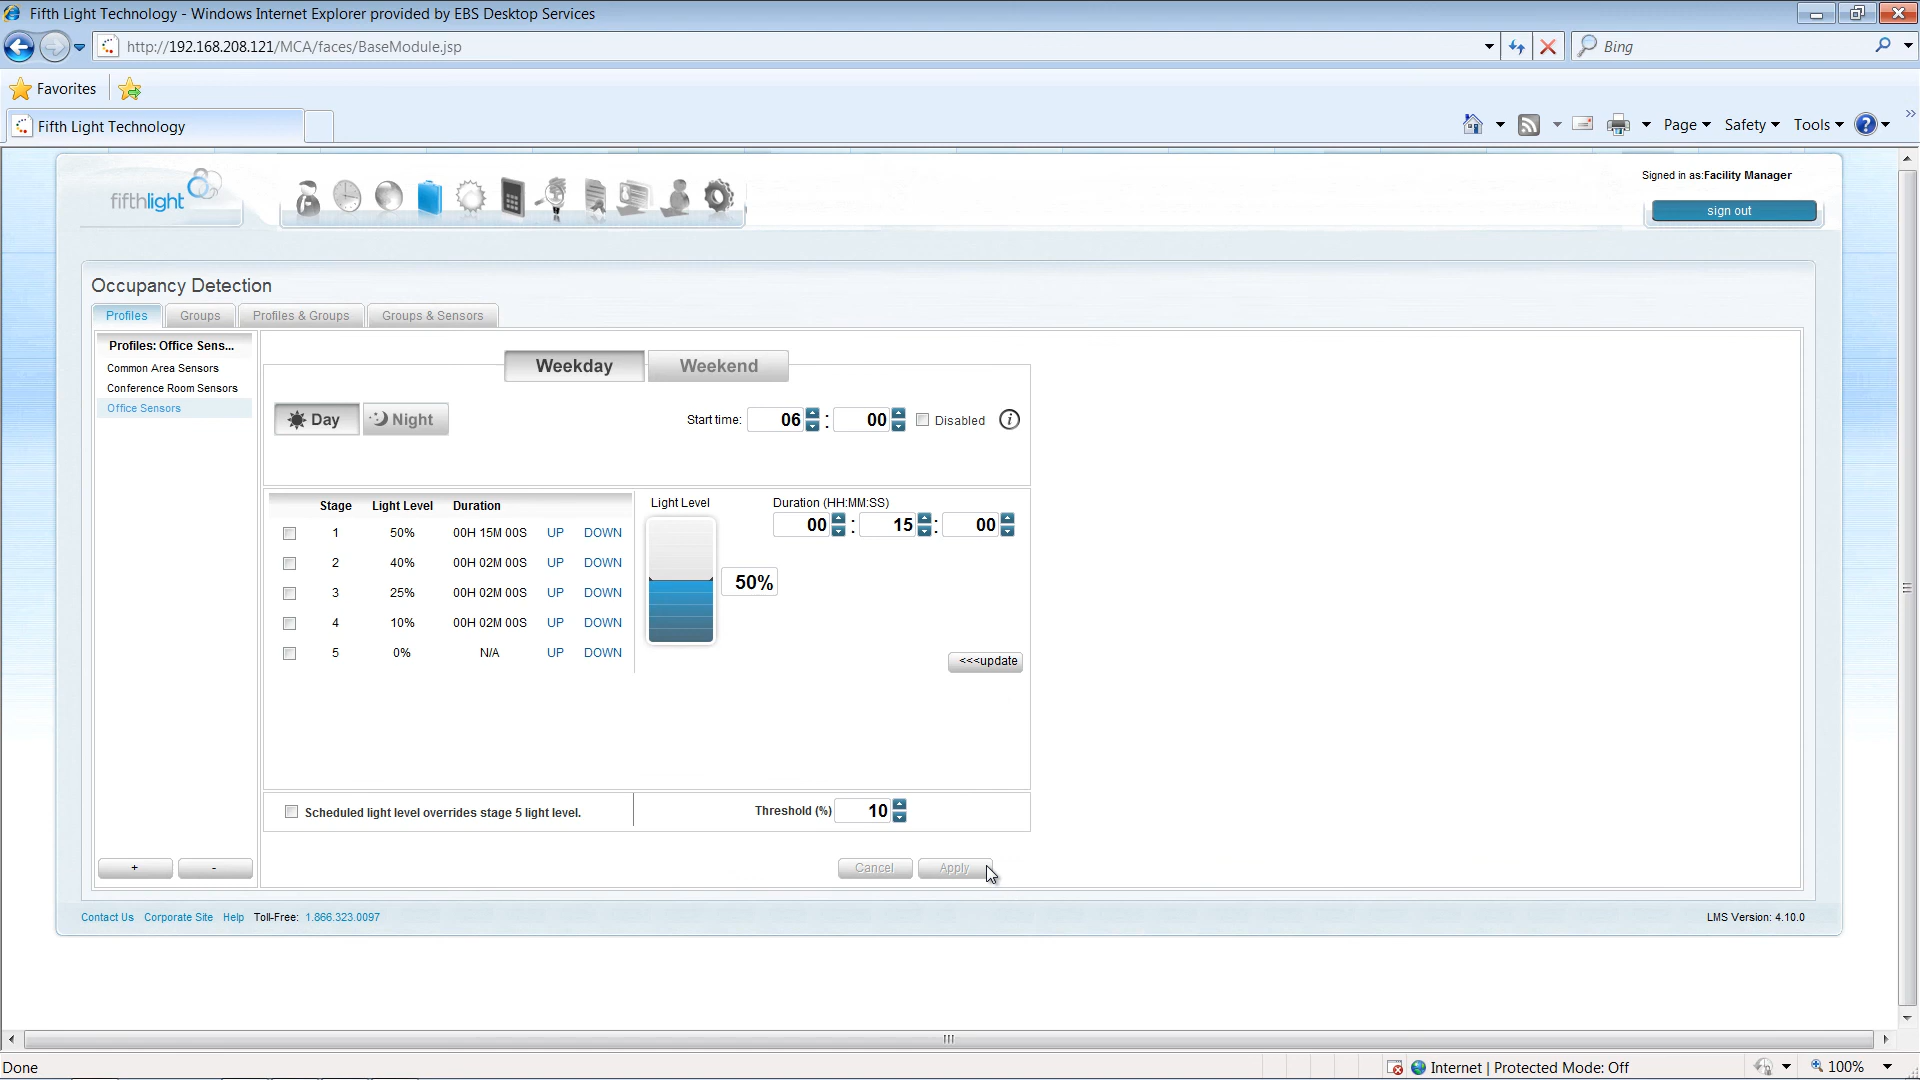 Fifth Light Technology - Windows Internet Explorer provided by EBS Desktop Services
http://192.168.208.121/MCA/faces/BaseModule.jsp
Bing
Favorites
Fifth Light Technology
Page
Safety
Tools
fifthlight
Signed in as:Facility Manager
sign out
Occupancy Detection
Profiles
Groups
Profiles & Groups
Groups & Sensors
Profiles: Office Sens...
Common Area Sensors
Conference Room Sensors
Office Sensors
Weekday
Weekend
Day
Night
Start time: 06 : 00
Disabled
Stage Light Level Duration
1 50% 00H 15M 00S UP DOWN
2 40% 00H 02M 00S UP DOWN
3 25% 00H 02M 00S UP DOWN
4 10% 00H 02M 00S UP DOWN
5 0% N/A UP DOWN
Light Level
50%
Duration (HH:MM:SS)
00 : 15 : 00
<<<update
Scheduled light level overrides stage 5 light level.
Threshold (%) 10
+ -
Cancel
Apply
Contact Us Corporate Site Help Toll-Free: 1.866.323.0097
LMS Version: 4.10.0
Done
Internet | Protected Mode: Off
100%